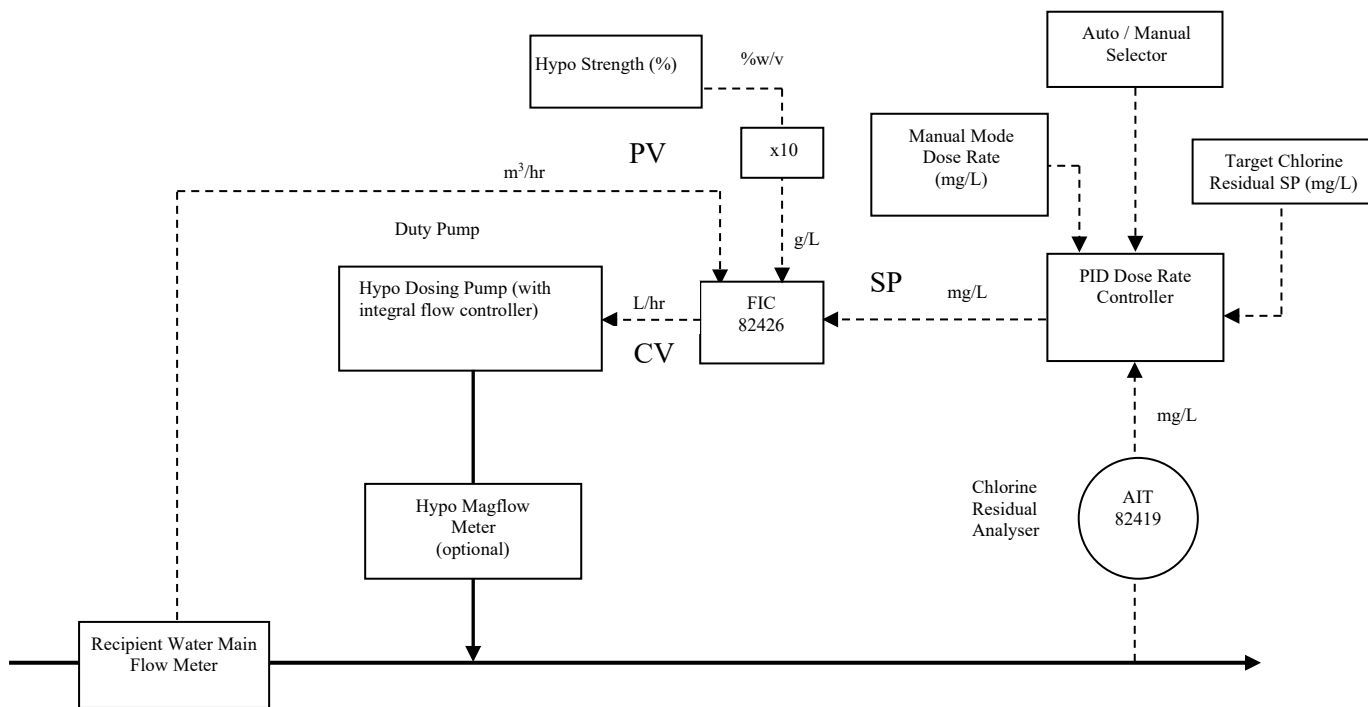 Hypo Strength (%)
%w/v
Auto / Manual
Selector
PV
x10
Manual Mode
Dose Rate
(mg/L)
Target Chlorine
Residual SP (mg/L)
m³/hr
Duty Pump
g/L
Hypo Dosing Pump (with
integral flow controller)
L/hr
CV
FIC
82426
SP
mg/L
PID Dose Rate
Controller
mg/L
Hypo Magflow
Meter
(optional)
Chlorine
Residual
Analyser
AIT
82419
Recipient Water Main
Flow Meter